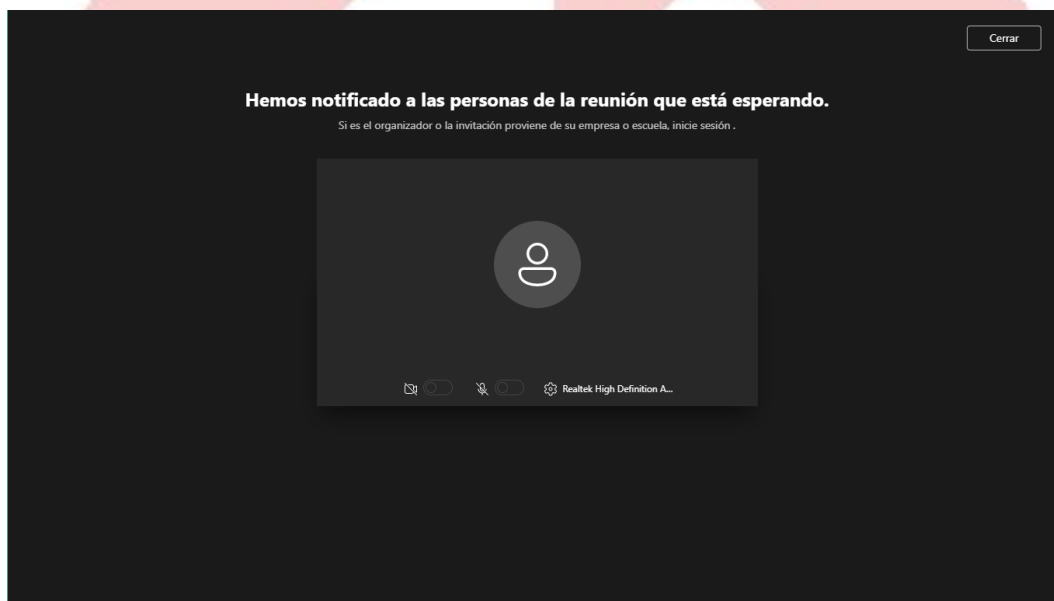 Cerrar
Hemos notificado a las personas de la reunión que está esperando.
Si es el organizador o la invitación proviene de su empresa o escuela, inicie sesión .
Realtek High Definition A...